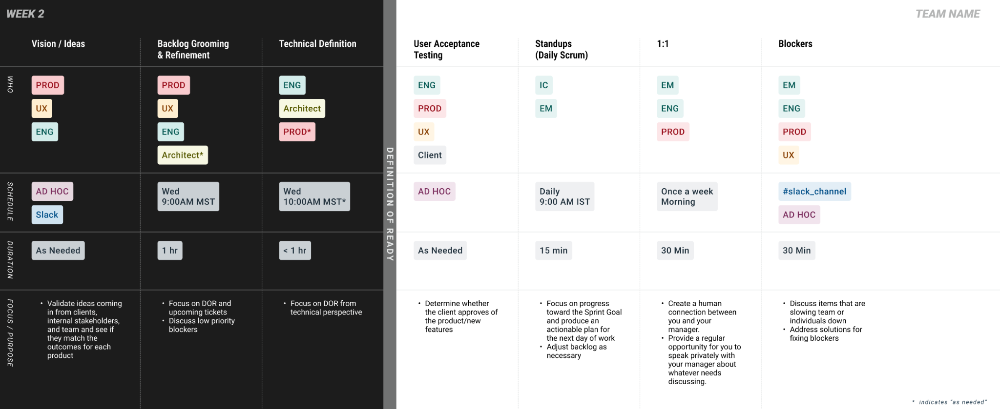 WEEK 2
TEAM NAME
Vision / Ideas
Backlog Grooming
& Refinement
Technical Definition
User Acceptance
Testing
Standups
(Daily Scrum)
1:1
Blockers
WHO
PROD
UX
ENG
PROD
UX
ENG
Architect*
ENG
Architect
PROD*
ENG
PROD
UX
Client
IC
EM
EM
ENG
PROD
EM
ENG
PROD
UX
DEFINITION OF READY
SCHEDULE
AD HOC
Slack
Wed
9:00AM MST
Wed
10:00AM MST*
AD HOC
Daily
9:00 AM IST
Once a week
Morning
#slack_channel
AD HOC
DURATION
As Needed
1 hr
< 1 hr
As Needed
15 min
30 Min
30 Min
FOCUS / PURPOSE
• Validate ideas coming
in from clients,
internal stakeholders,
and team and see if
they match the
outcomes for each
product
• Focus on DOR and
upcoming tickets
• Discuss low priority
blockers
• Focus on DOR from
technical perspective
• Determine whether
the client approves of
the product/new
features
• Focus on progress
toward the Sprint Goal
and produce an
actionable plan for
the next day of work
• Adjust backlog as
necessary
• Create a human
connection between
you and your
manager.
• Provide a regular
opportunity for you to
speak privately with
your manager about
whatever needs
discussing.
• Discuss items that are
slowing team or
individuals down
• Address solutions for
fixing blockers
* indicates "as needed"